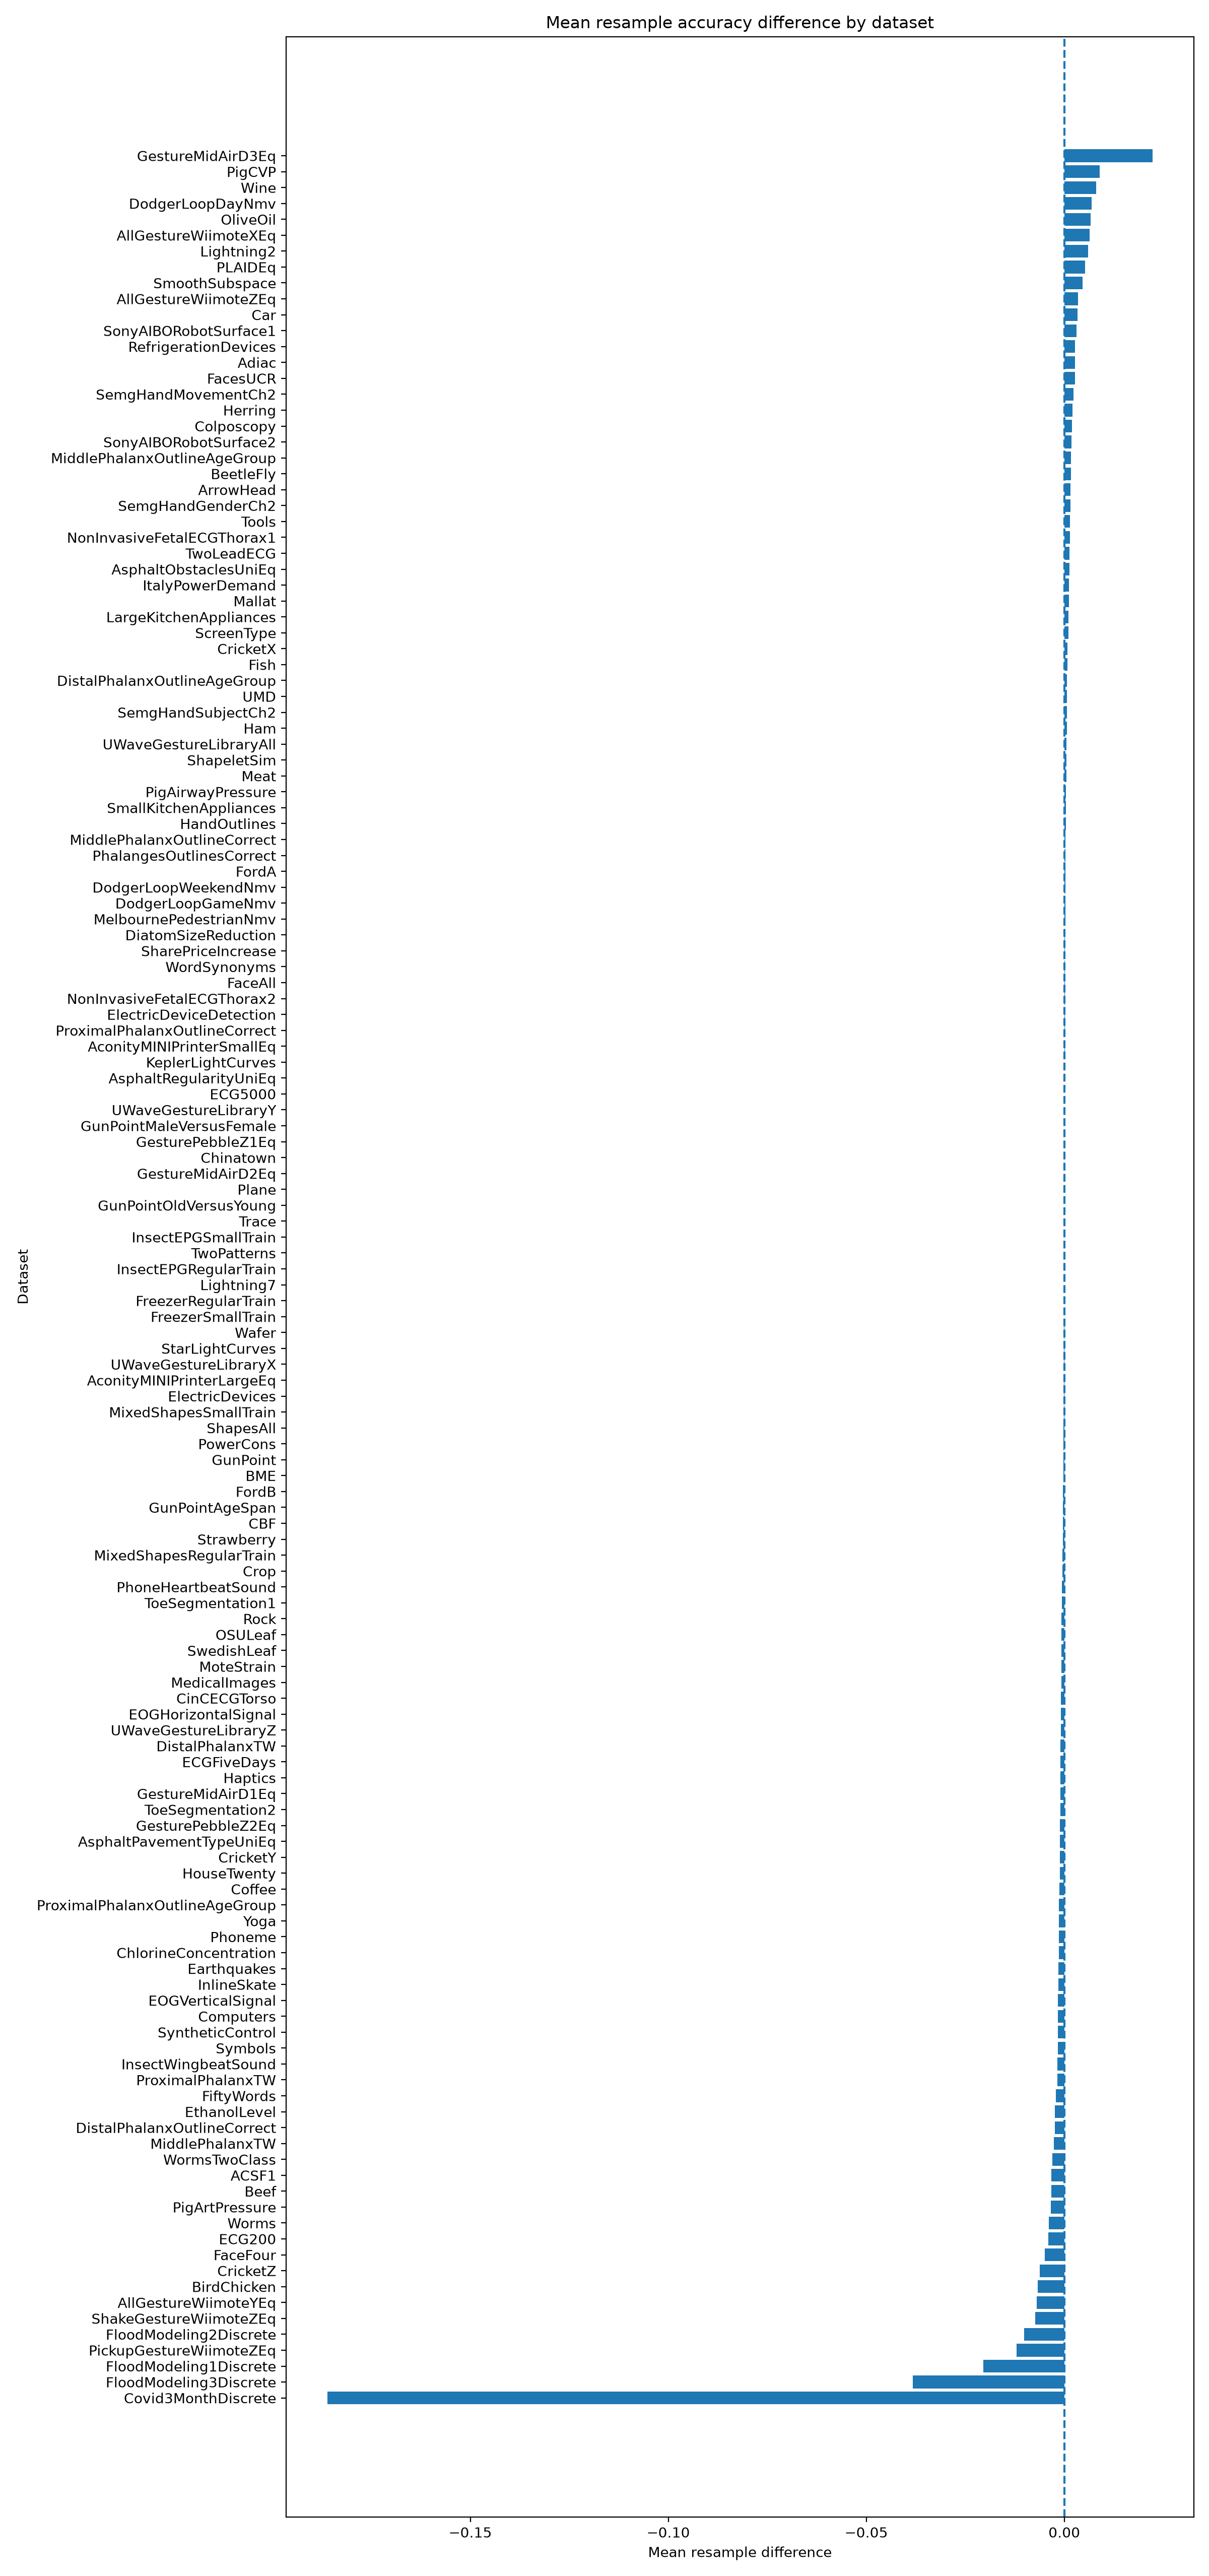 Mean resample accuracy difference by dataset
GestureMidAirD3Eq
PigCVP
Wine
DodgerLoopDayNmv
OliveOil
AllGestureWiimoteXEq
Lightning2
PLAIDEq
SmoothSubspace
AllGestureWiimoteZEq
Car
SonyAIBORobotSurface1
RefrigerationDevices
Adiac
FacesUCR
SemgHandMovementCh2
Herring
Colposcopy
SonyAIBORobotSurface2
MiddlePhalanxOutlineAgeGroup
BeetleFly
ArrowHead
SemgHandGenderCh2
Tools
NonInvasiveFetalECGThorax1
TwoLeadECG
AsphaltObstaclesUniEq
ItalyPowerDemand
Mallat
LargeKitchenAppliances
ScreenType
CricketX
Fish
DistalPhalanxOutlineAgeGroup
UMD
SemgHandSubjectCh2
Ham
UWaveGestureLibraryAll
ShapeletSim
Meat
PigAirwayPressure
SmallKitchenAppliances
HandOutlines
MiddlePhalanxOutlineCorrect
PhalangesOutlinesCorrect
FordA
DodgerLoopWeekendNmv
DodgerLoopGameNmv
MelbournePedestrianNmv
DiatomSizeReduction
SharePriceIncrease
WordSynonyms
FaceAll
NonInvasiveFetalECGThorax2
ElectricDeviceDetection
ProximalPhalanxOutlineCorrect
AconityMINIPrinterSmallEq
KeplerLightCurves
AsphaltRegularityUniEq
ECG5000
UWaveGestureLibraryY
GunPointMaleVersusFemale
GesturePebbleZ1Eq
Chinatown
GestureMidAirD2Eq
Plane
GunPointOldVersusYoung
Trace
InsectEPGSmallTrain
TwoPatterns
InsectEPGRegularTrain
Lightning7
FreezerRegularTrain
FreezerSmallTrain
Wafer
StarLightCurves
UWaveGestureLibraryX
AconityMINIPrinterLargeEq
ElectricDevices
MixedShapesSmallTrain
ShapesAll
PowerCons
GunPoint
BME
FordB
GunPointAgeSpan
CBF
Strawberry
MixedShapesRegularTrain
Crop
PhoneHeartbeatSound
ToeSegmentation1
Rock
OSULeaf
SwedishLeaf
MoteStrain
MedicalImages
CinCECGTorso
EOGHorizontalSignal
UWaveGestureLibraryZ
DistalPhalanxTW
ECGFiveDays
Haptics
GestureMidAirD1Eq
ToeSegmentation2
GesturePebbleZ2Eq
AsphaltPavementTypeUniEq
CricketY
HouseTwenty
Coffee
ProximalPhalanxOutlineAgeGroup
Yoga
Phoneme
ChlorineConcentration
Earthquakes
InlineSkate
EOGVerticalSignal
Computers
SyntheticControl
Symbols
InsectWingbeatSound
ProximalPhalanxTW
FiftyWords
EthanolLevel
DistalPhalanxOutlineCorrect
MiddlePhalanxTW
WormsTwoClass
ACSF1
Beef
PigArtPressure
Worms
ECG200
FaceFour
CricketZ
BirdChicken
AllGestureWiimoteYEq
ShakeGestureWiimoteZEq
FloodModeling2Discrete
PickupGestureWiimoteZEq
FloodModeling1Discrete
FloodModeling3Discrete
Covid3MonthDiscrete
Dataset
−0.15 −0.10 −0.05 0.00
Mean resample difference